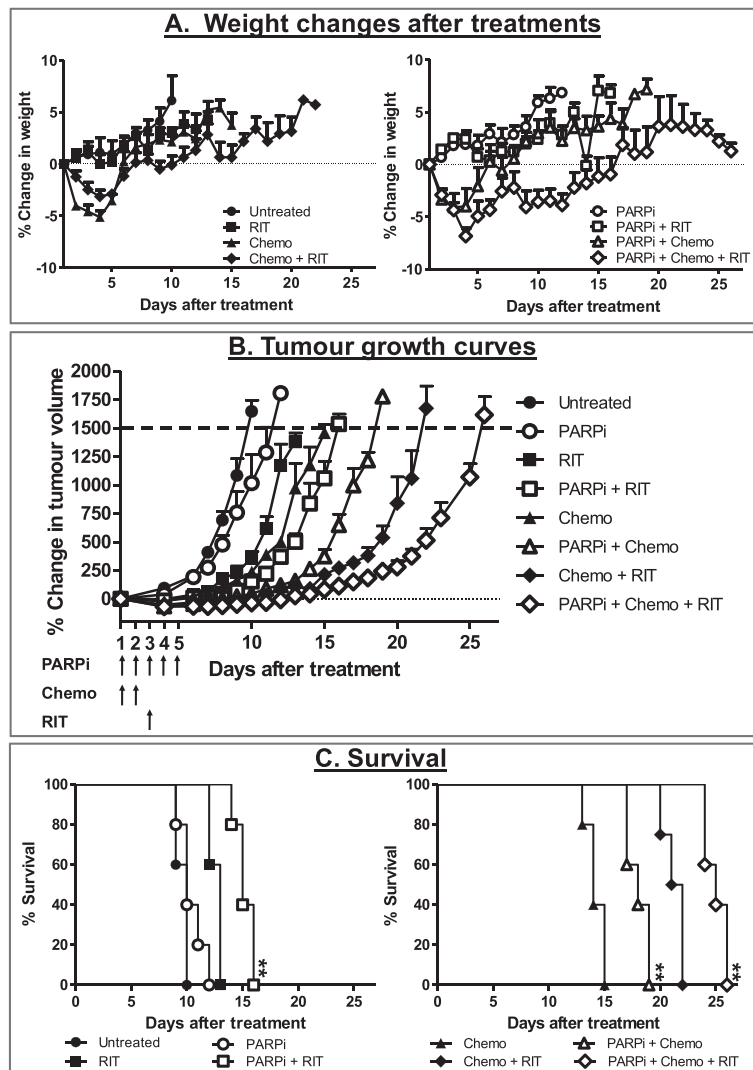 A. Weight changes after treatments
% Change in weight
10
5
0
-5
-10
5
10
15
20
25
Days after treatment
Untreated
RIT
Chemo
Chemo + RIT
% Change in weight
10
5
0
-5
-10
5
10
15
20
25
Days after treatment
PARPi
PARPi + RIT
PARPi + Chemo
PARPi + Chemo + RIT
B. Tumour growth curves
% Change in tumour volume
2000
1750
1500
1250
1000
750
500
250
0
1 2 3 4 5 10 15 20 25
Days after treatment
PARPi
Chemo
RIT
Untreated
PARPi
RIT
PARPi + RIT
Chemo
PARPi + Chemo
Chemo + RIT
PARPi + Chemo + RIT
C. Survival
% Survival
100
80
60
40
20
0
0 5 10 15 20 25
**
Days after treatment
Untreated
PARPi
RIT
PARPi + RIT
% Survival
100
80
60
40
20
0
0 5 10 15 20 25
**
**
Days after treatment
Chemo
PARPi + Chemo
Chemo + RIT
PARPi + Chemo + RIT